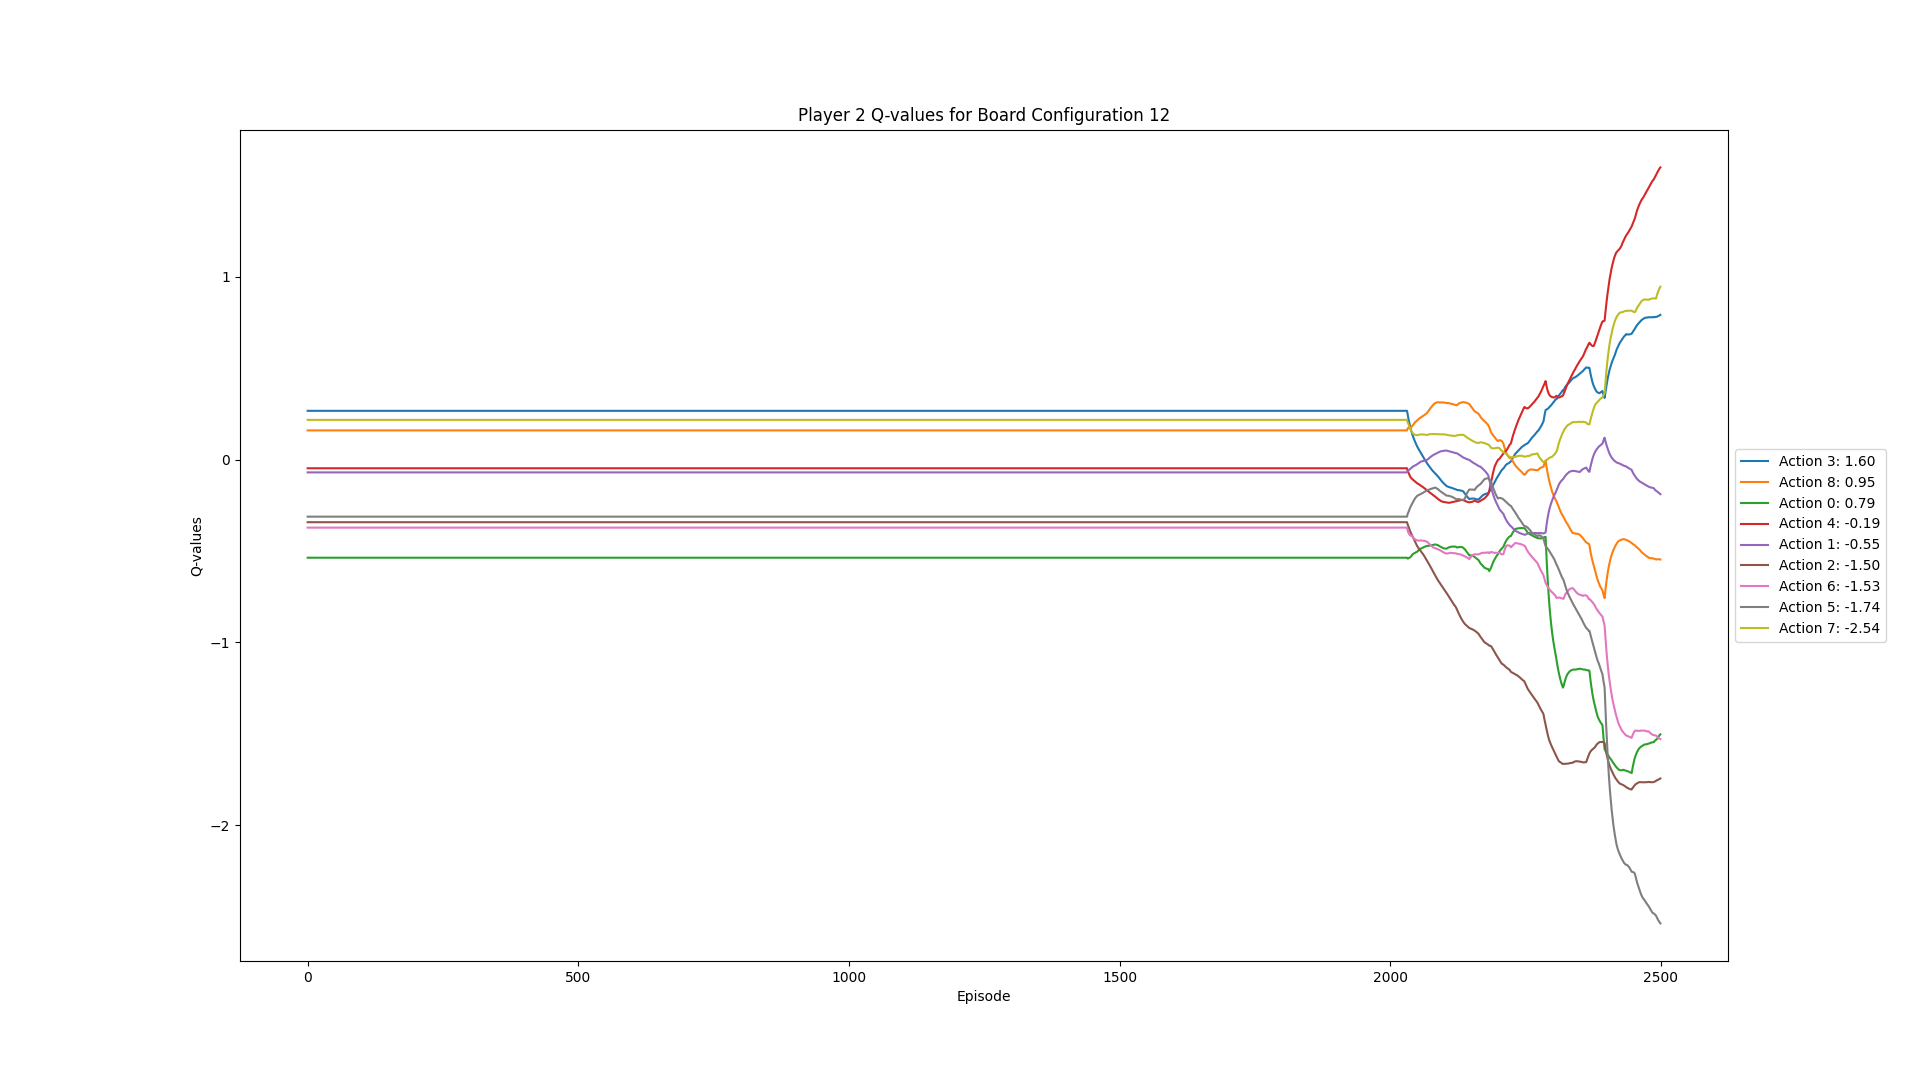 Player 2 Q-values for Board Configuration 12
1
0
−1
−2
Q-values
0
500
1000
1500
2000
2500
Episode
Action 3: 1.60
Action 8: 0.95
Action 0: 0.79
Action 4: -0.19
Action 1: -0.55
Action 2: -1.50
Action 6: -1.53
Action 5: -1.74
Action 7: -2.54